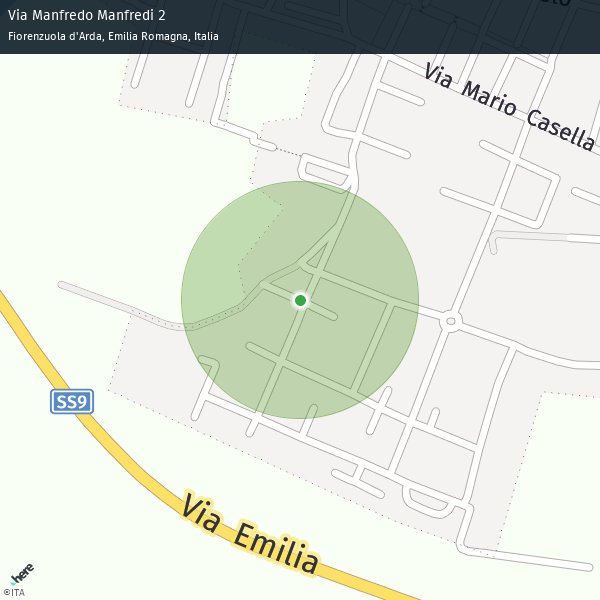 Via Manfredo Manfredi 2
Fiorenzuola d'Arda, Emilia Romagna, Italia
Via Mario Casella
SS9
Via Emilia
here
©ITA